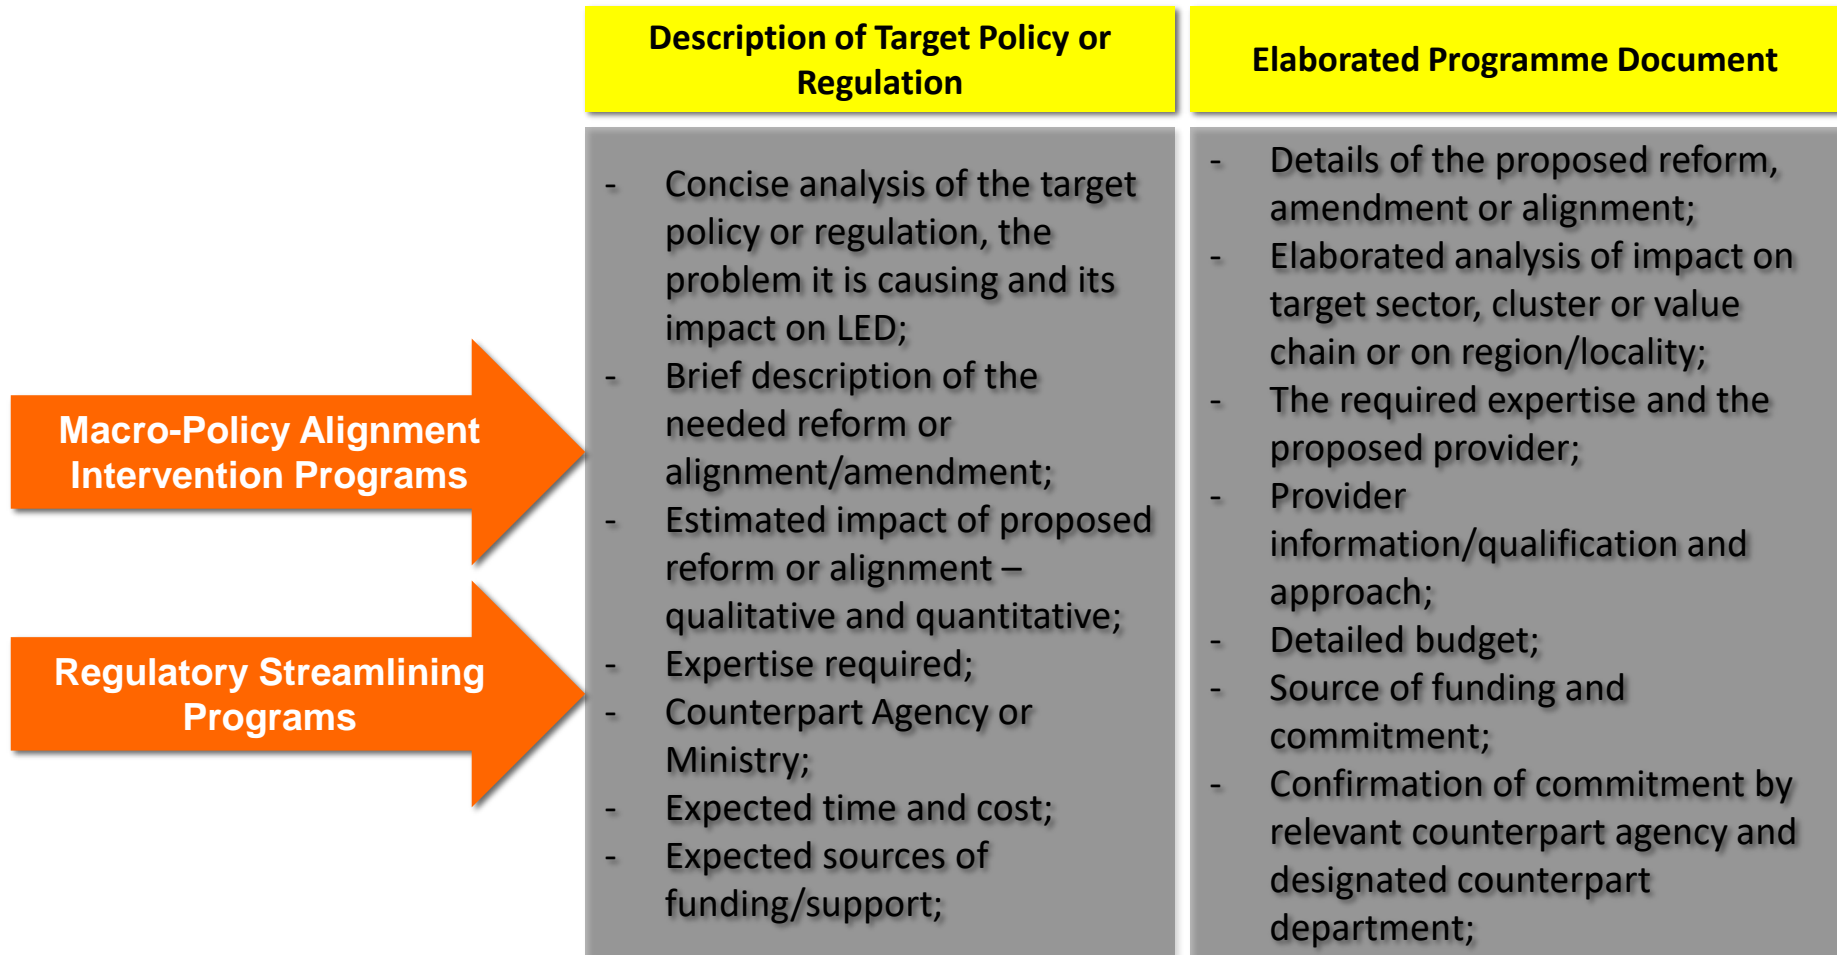 Description of Target Policy or
Regulation
Elaborated Programme Document
Macro-Policy Alignment
Intervention Programs
Regulatory Streamlining
Programs
- Concise analysis of the target
policy or regulation, the
problem it is causing and its
impact on LED;
- Brief description of the
needed reform or
alignment/amendment;
- Estimated impact of proposed
reform or alignment –
qualitative and quantitative;
- Expertise required;
- Counterpart Agency or
Ministry;
- Expected time and cost;
- Expected sources of
funding/support;
- Details of the proposed reform,
amendment or alignment;
- Elaborated analysis of impact on
target sector, cluster or value
chain or on region/locality;
- The required expertise and the
proposed provider;
- Provider
information/qualification and
approach;
- Detailed budget;
- Source of funding and
commitment;
- Confirmation of commitment by
relevant counterpart agency and
designated counterpart
department;